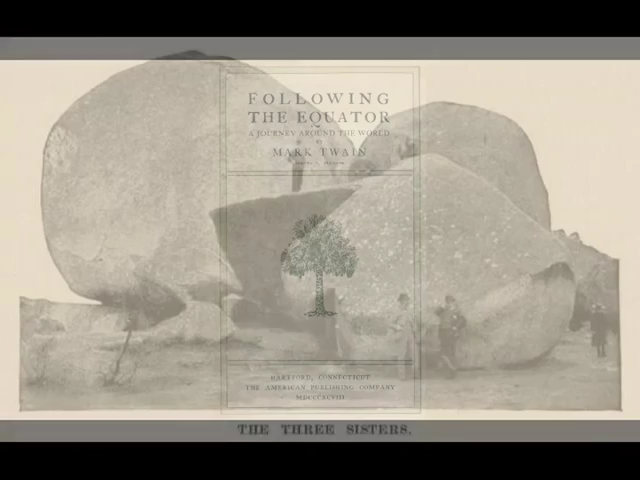 FOLLOWING
THE EQUATOR
A JOURNEY AROUND THE WORLD
BY
MARK TWAIN
HARTFORD, CONNECTICUT
THE AMERICAN PUBLISHING COMPANY
MDCCCXCVIII
THE THREE SISTERS.